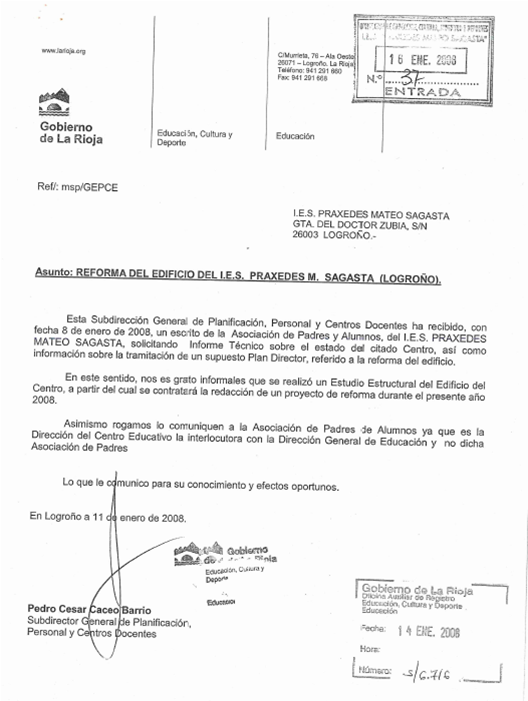 www.larioja.org
Gobierno
de La Rioja
Educación, Cultura y
Deporte
C/Murrieta, 76 – Ala Oeste
26071 – Logroño. La Rioja
Teléfono: 941 291 660
Fax: 941 291 668
Educación
16 ENE. 2008
N.º 37
ENTRADA
Ref/: msp/GEPCE
I.E.S. PRAXEDES MATEO SAGASTA
GTA. DEL DOCTOR ZUBIA, S/N
26003 LOGROÑO.-
Asunto: REFORMA DEL EDIFICIO DEL I.E.S. PRAXEDES M. SAGASTA (LOGROÑO).
Esta Subdirección General de Planificación, Personal y Centros Docentes ha recibido, con
fecha 8 de enero de 2008, un escrito de la Asociación de Padres y Alumnos, del I.E.S. PRAXEDES
MATEO SAGASTA, solicitando Informe Técnico sobre el estado del citado Centro, así como
información sobre la tramitación de un supuesto Plan Director, referido a la reforma del edificio.
En este sentido, nos es grato informales que se realizó un Estudio Estructural del Edificio del
Centro, a partir del cual se contratará la redacción de un proyecto de reforma durante el presente año
2008.
Asimismo rogamos lo comuniquen a la Asociación de Padres de Alumnos ya que es la
Dirección del Centro Educativo la interlocutora con la Dirección General de Educación y no dicha
Asociación de Padres
Lo que le comunico para su conocimiento y efectos oportunos.
En Logroño a 11 de enero de 2008.
Gobierno
Educación, Cultura y
Deporte
Educación
Pedro Cesar Caceo Barrio
Subdirector General de Planificación,
Personal y Centros Docentes
Gobierno de La Rioja
Oficina Auxiliar de Registro
Educación, Cultura y Deporte
Educación
Fecha: 14 ENE. 2008
Hora:
Número: S/6.716